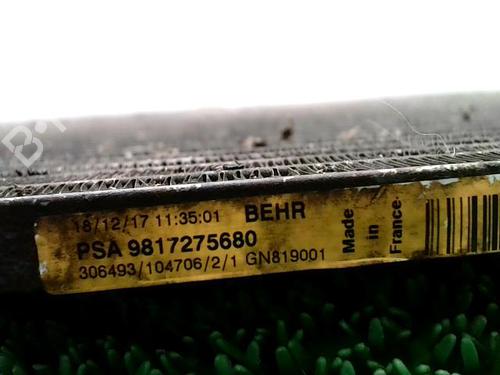 18/12/17 11:35:01 BEHR
PSA 9817275680
306493/104706/2/1 GN819001
Made
in
France